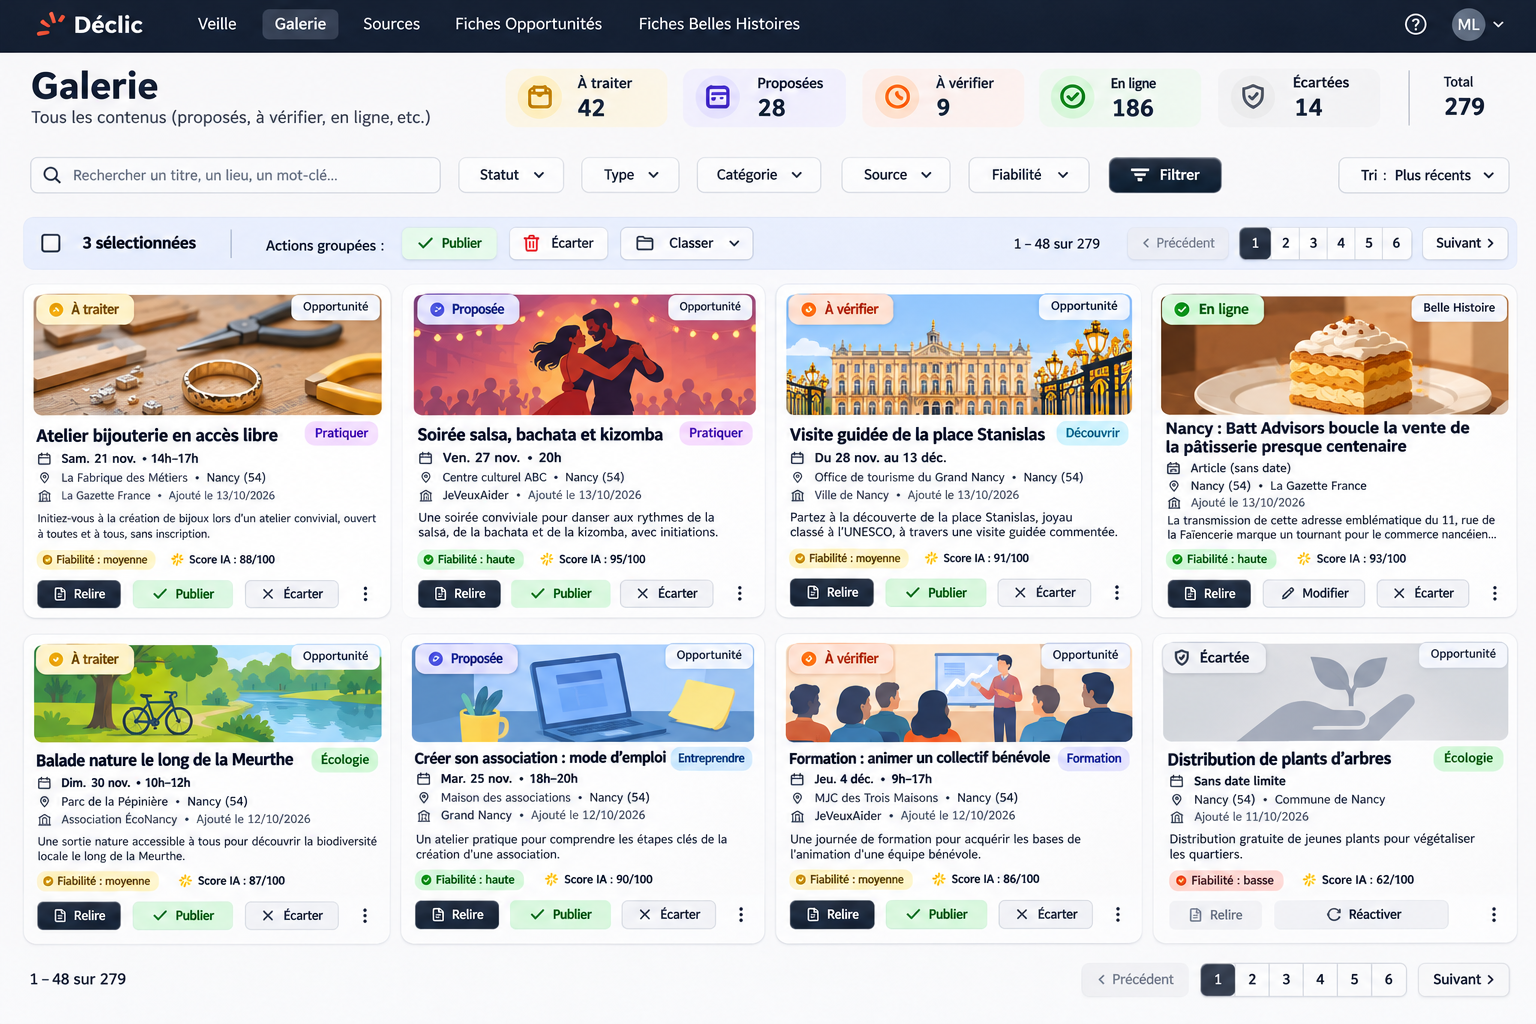 Déclic
Veille
Galerie
Sources
Fiches Opportunités
Fiches Belles Histoires
?
ML
Galerie
Tous les contenus (proposés, à vérifier, en ligne, etc.)
À traiter
42
Proposées
28
À vérifier
9
En ligne
186
Écartées
14
Total
279
Rechercher un titre, un lieu, un mot-clé...
Statut
Type
Catégorie
Source
Fiabilité
Filtrer
Tri : Plus récents
3 sélectionnées
Actions groupées :
Publier
Écarter
Classer
1 – 48 sur 279
Précédent
1 2 3 4 5 6
Suivant
À traiter
Opportunité
Atelier bijouterie en accès libre
Pratiquer
Sam. 21 nov. • 14h–17h
La Fabrique des Métiers • Nancy (54)
La Gazette France • Ajouté le 13/10/2026
Initiez-vous à la création de bijoux lors d'un atelier convivial, ouvert
à toutes et à tous, sans inscription.
Fiabilité : moyenne
Score IA : 88/100
Relire
Publier
Écarter
Proposée
Opportunité
Soirée salsa, bachata et kizomba
Pratiquer
Ven. 27 nov. • 20h
Centre culturel ABC • Nancy (54)
JeVeuxAider • Ajouté le 13/10/2026
Une soirée conviviale pour danser aux rythmes de la
salsa, de la bachata et de la kizomba, avec initiations.
Fiabilité : haute
Score IA : 95/100
Relire
Publier
Écarter
À vérifier
Opportunité
Visite guidée de la place Stanislas
Découvrir
Du 28 nov. au 13 déc.
Office de tourisme du Grand Nancy • Nancy (54)
Ville de Nancy • Ajouté le 13/10/2026
Partez à la découverte de la place Stanislas, joyau
classé à l'UNESCO, à travers une visite guidée commentée.
Fiabilité : moyenne
Score IA : 91/100
Relire
Publier
Écarter
En ligne
Belle Histoire
Nancy : Batt Advisors boucle la vente de
la pâtisserie presque centenaire
Article (sans date)
Nancy (54) • La Gazette France
Ajouté le 13/10/2026
La transmission de cette adresse emblématique du 11, rue de
la Faïencerie marque un tournant pour le commerce nancéien...
Fiabilité : haute
Score IA : 93/100
Relire
Modifier
Écarter
À traiter
Opportunité
Balade nature le long de la Meurthe
Écologie
Dim. 30 nov. • 10h–12h
Parc de la Pépinière • Nancy (54)
Association ÉcoNancy • Ajouté le 12/10/2026
Une sortie nature accessible à tous pour découvrir la biodiversité
locale le long de la Meurthe.
Fiabilité : moyenne
Score IA : 87/100
Relire
Publier
Écarter
Proposée
Opportunité
Créer son association : mode d'emploi
Entreprendre
Mar. 25 nov. • 18h–20h
Maison des associations • Nancy (54)
Grand Nancy • Ajouté le 12/10/2026
Un atelier pratique pour comprendre les étapes clés de la
création d'une association.
Fiabilité : haute
Score IA : 90/100
Relire
Publier
Écarter
À vérifier
Opportunité
Formation : animer un collectif bénévole
Formation
Jeu. 4 déc. • 9h–17h
MJC des Trois Maisons • Nancy (54)
JeVeuxAider • Ajouté le 12/10/2026
Une journée de formation pour acquérir les bases de
l'animation d'une équipe bénévole.
Fiabilité : moyenne
Score IA : 86/100
Relire
Publier
Écarter
Écartée
Opportunité
Distribution de plants d'arbres
Écologie
Sans date limite
Nancy (54) • Commune de Nancy
Ajouté le 11/10/2026
Distribution gratuite de jeunes plants pour végétaliser
les quartiers.
Fiabilité : basse
Score IA : 62/100
Relire
Réactiver
1 – 48 sur 279
Précédent
1 2 3 4 5 6
Suivant